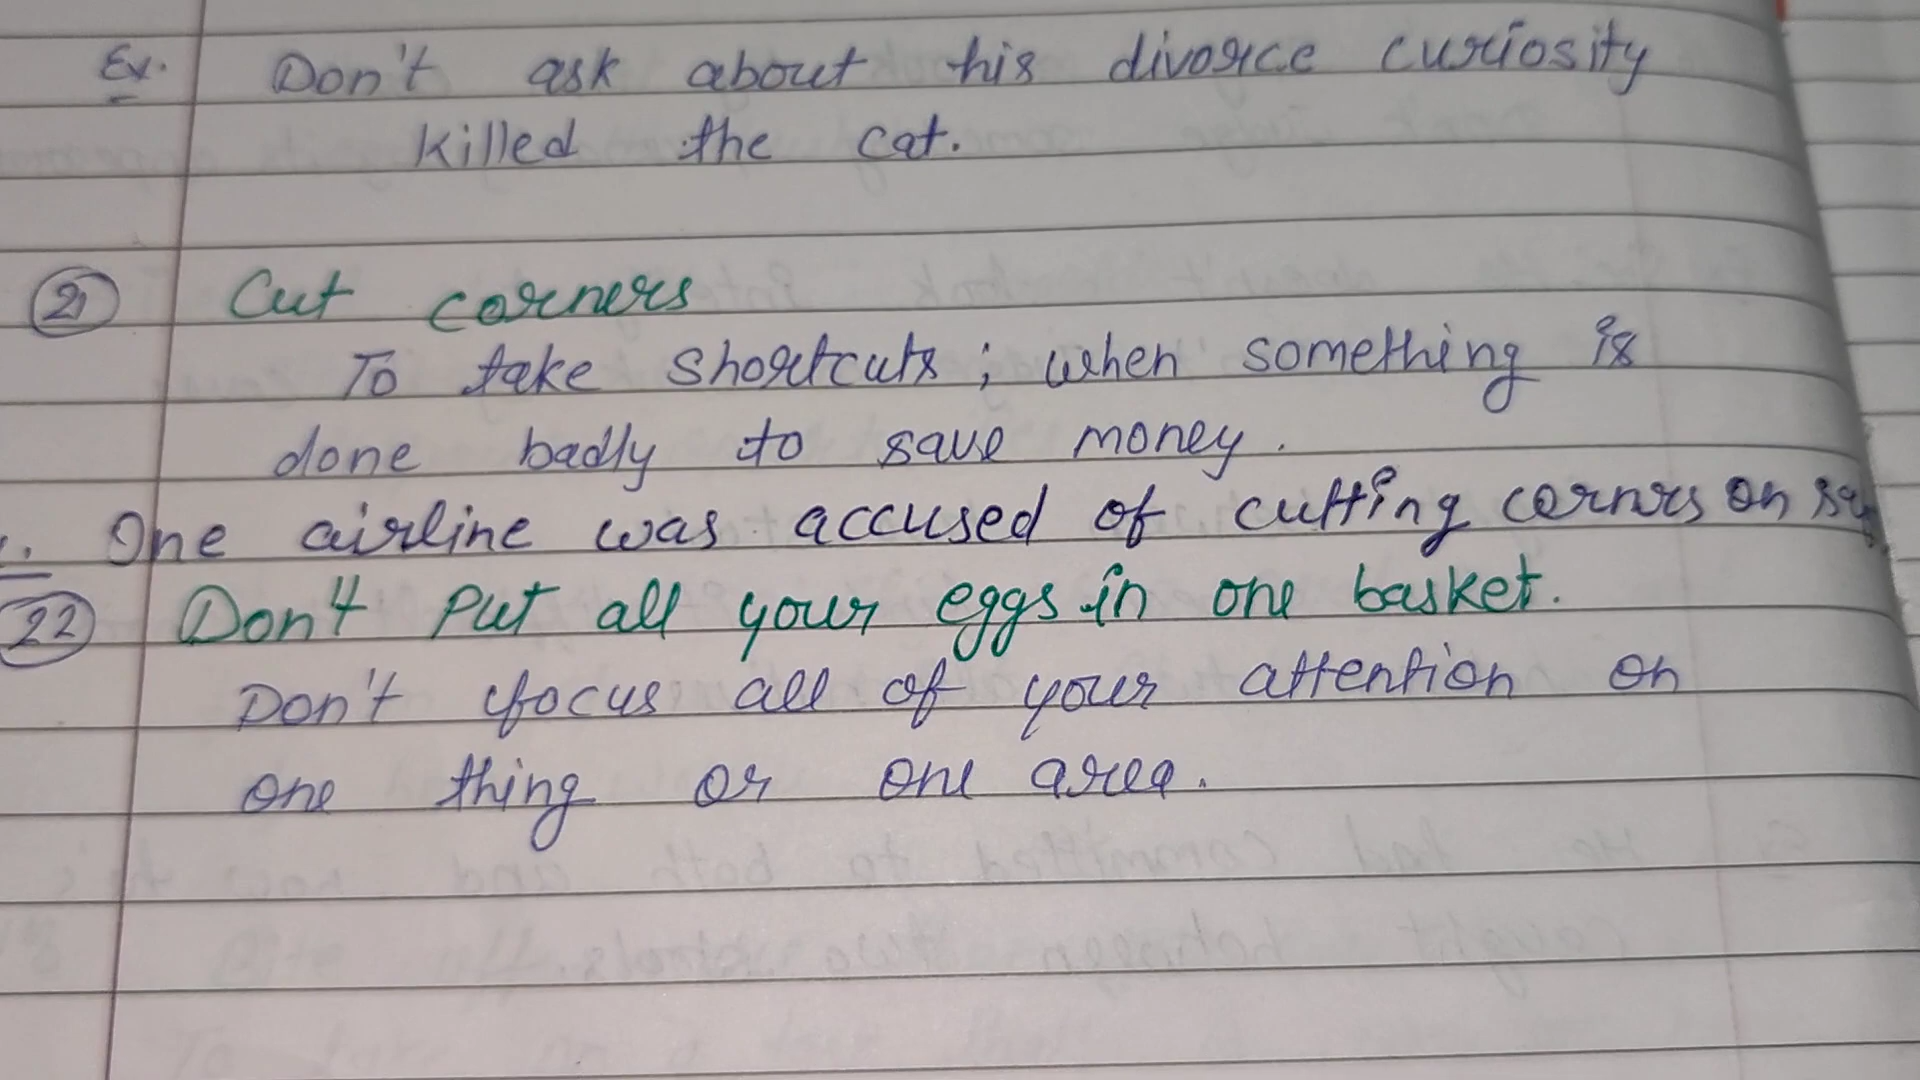 Ex. Don't ask about his divorce curiosity
killed the cat.
21 Cut corners
To take shortcuts; when something is
done badly to save money.
One airline was accused of cutting corners on
22 Don't Put all your eggs in one basket.
Don't focus all of your attention on
one thing or one area.